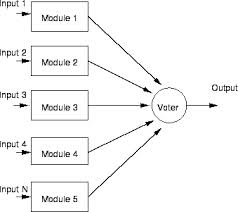 Input 1
Module 1
Input 2
Module 2
Output
Input 3
Module 3
Voter
Input 4
Module 4
Input N
Module 5